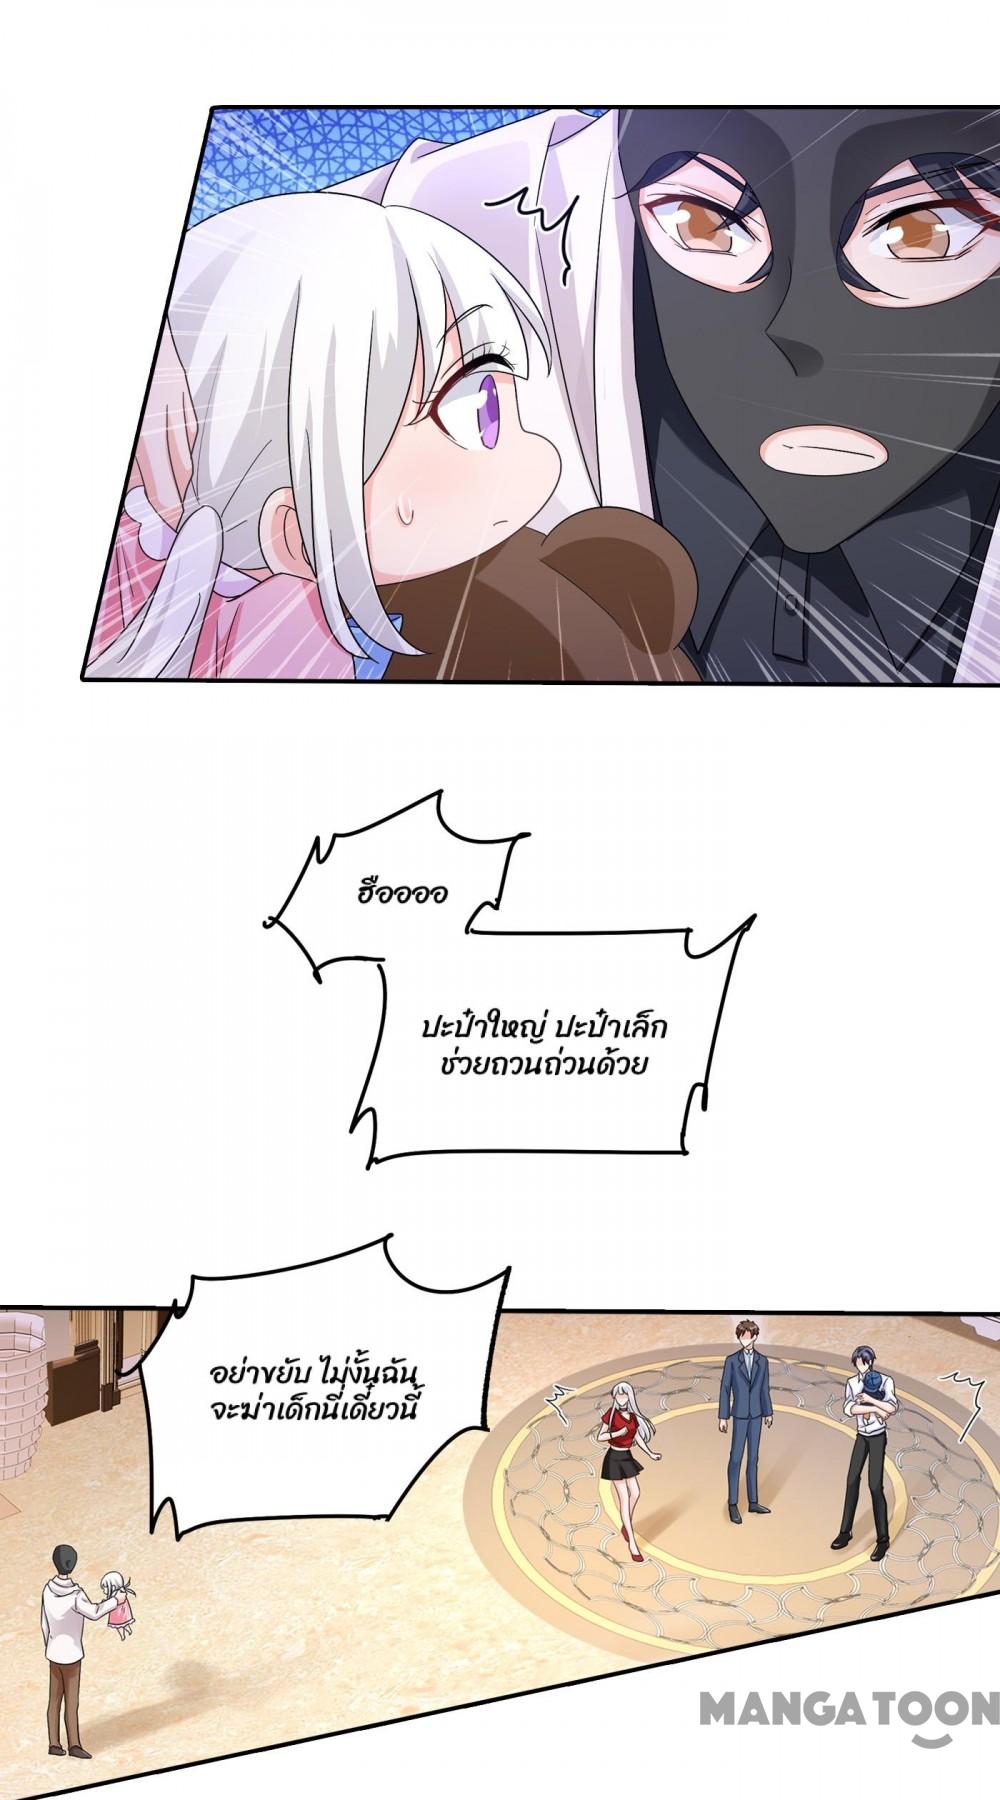 ฮืออออ
ปะป๋าใหญ่ ปะป๋าเล็ก
ช่วยถวนถ่วนด้วย
อย่าขยับ ไม่งั้นฉัน
จะฆ่าเด็กนี่เดี๋ยวนี้
MANGATOON